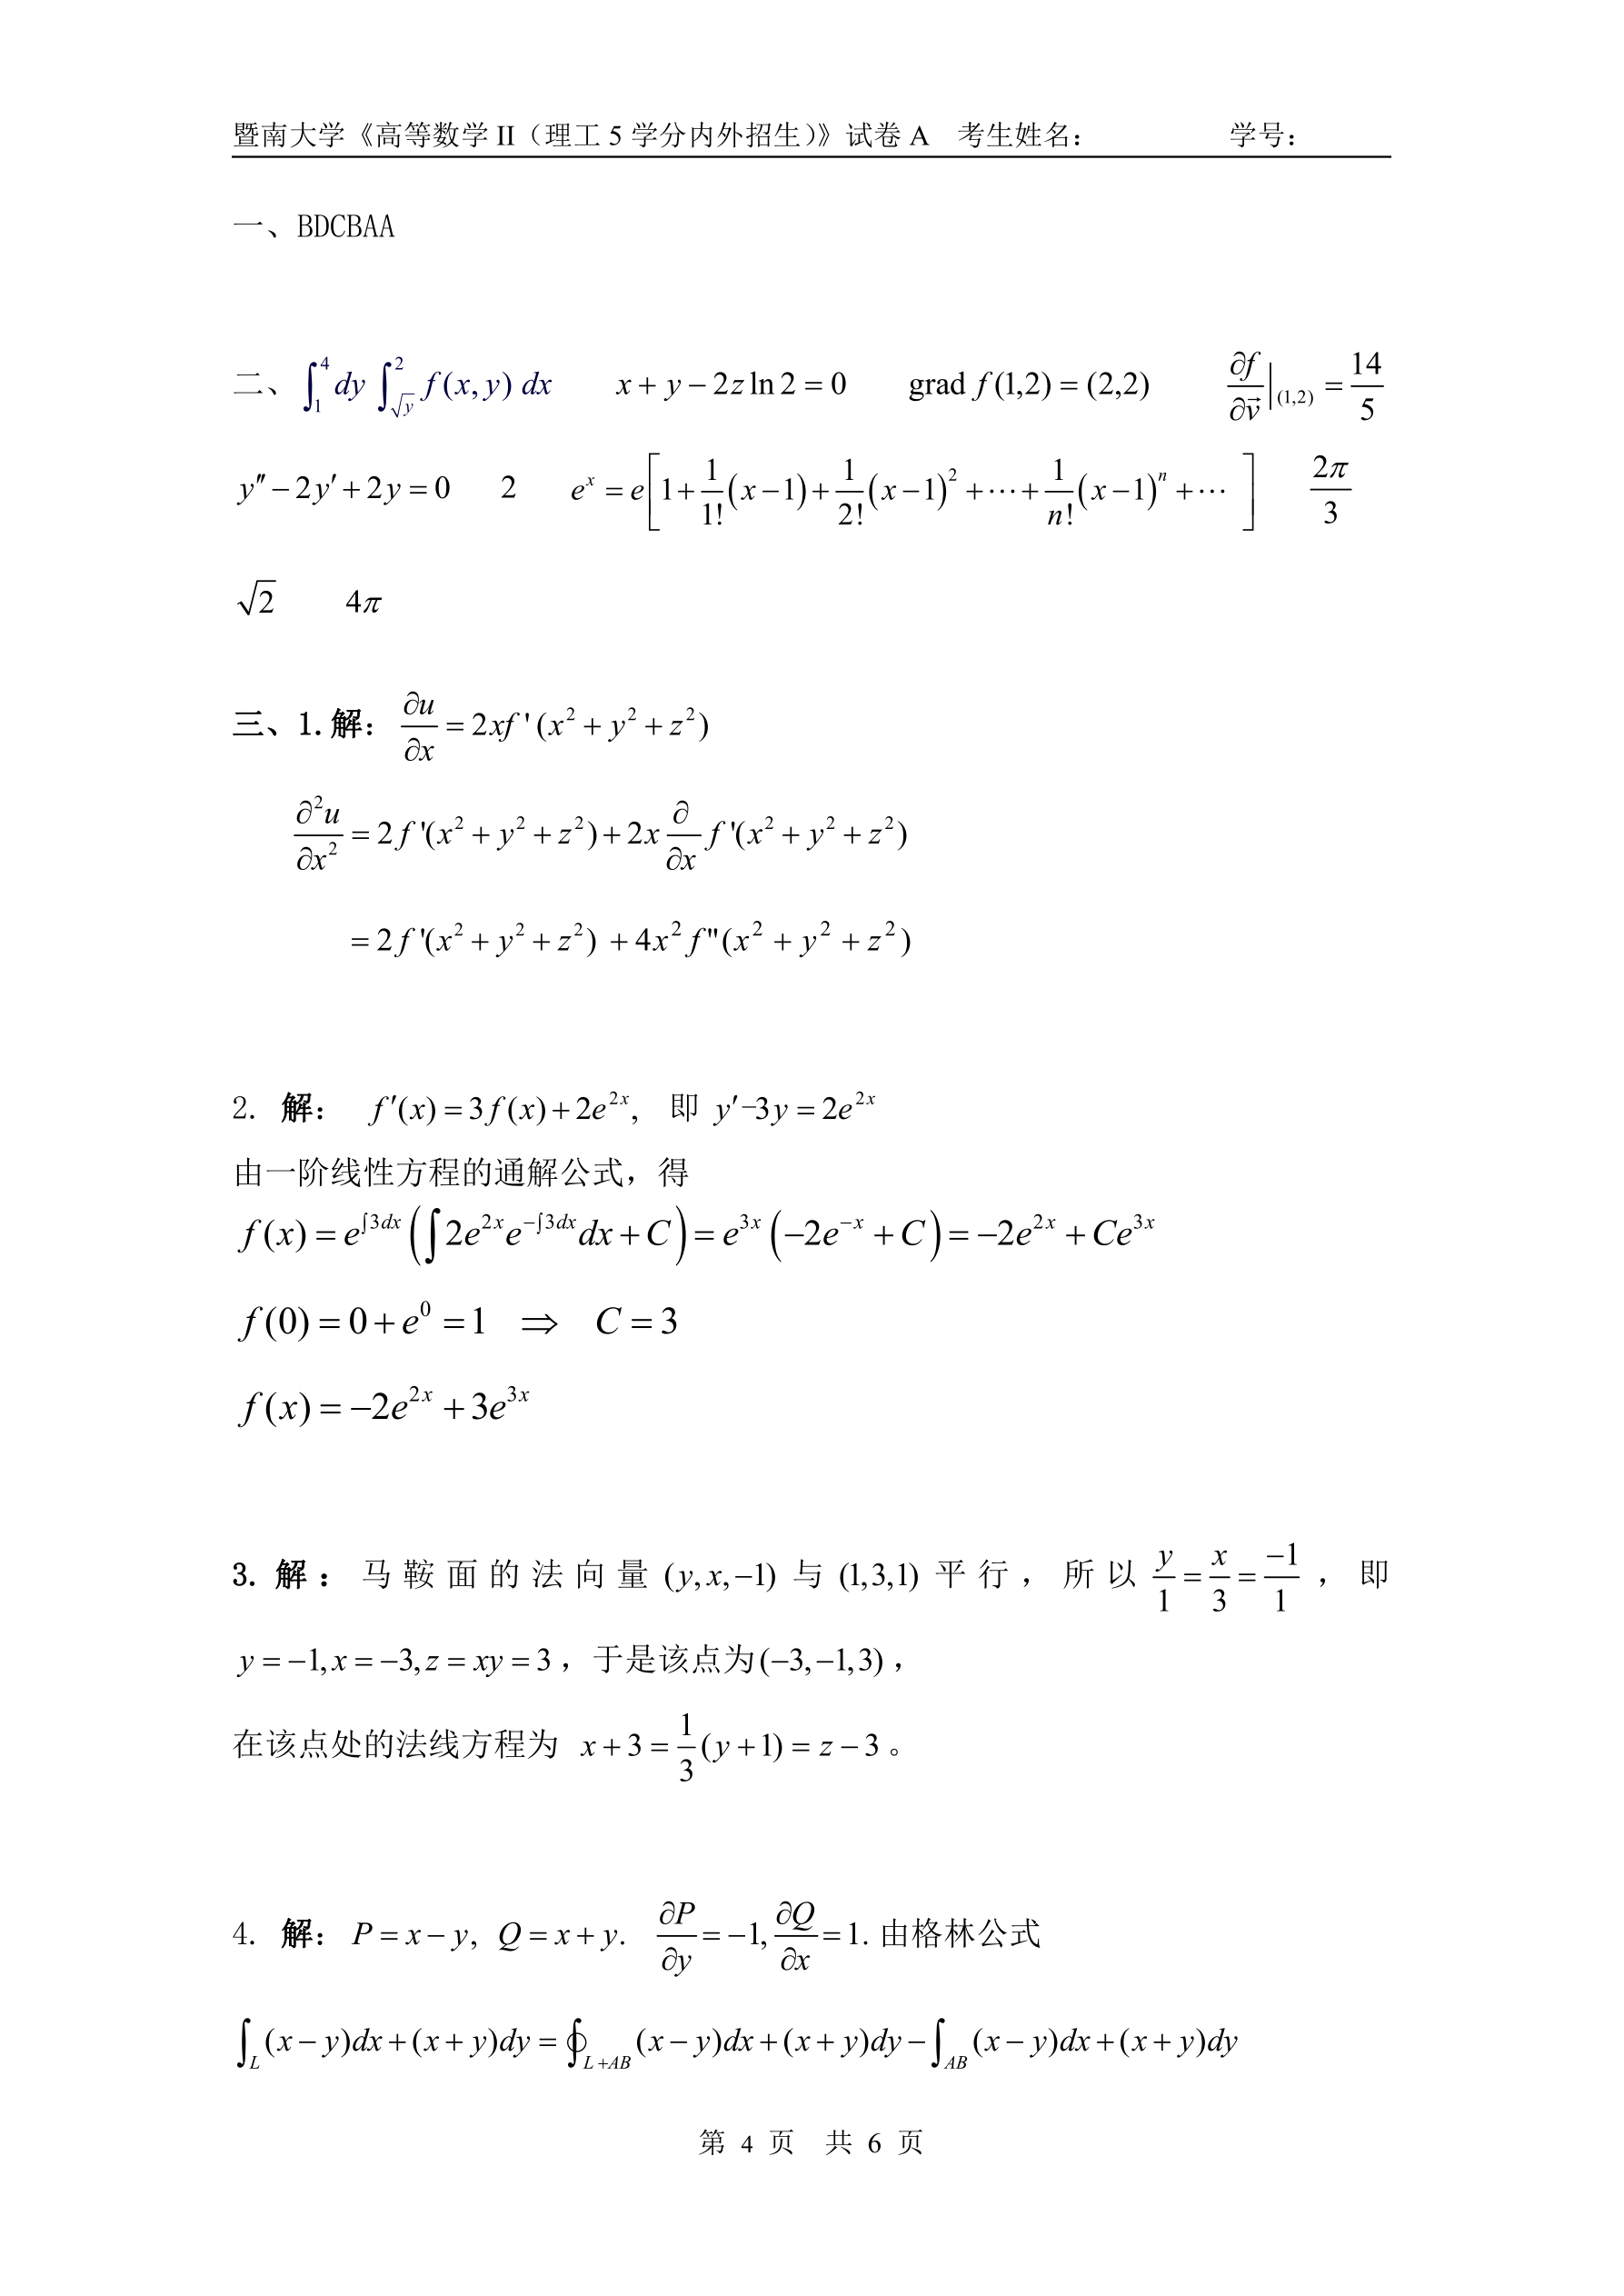 暨南大学《高等数学 II（理工 5 学分内外招生）》试卷 A 考生姓名： 学号：
一、BDCBAA
二、$\int_1^4 dy \int_{\sqrt{y}}^2 f(x,y)\,dx$ $x+y-2z\ln 2=0$ $\text{grad } f(1,2)=(2,2)$ $\left.\frac{\partial f}{\partial \vec{v}}\right|_{(1,2)}=\frac{14}{5}$
$y''-2y'+2y=0$ 2 $e^x=e\left[1+\frac{1}{1!}(x-1)+\frac{1}{2!}(x-1)^2+\cdots+\frac{1}{n!}(x-1)^n+\cdots\right]$ $\frac{2\pi}{3}$
$\sqrt{2}$ $4\pi$
三、1.解： $\frac{\partial u}{\partial x}=2xf'(x^2+y^2+z^2)$
$\frac{\partial^2 u}{\partial x^2}=2f'(x^2+y^2+z^2)+2x\frac{\partial}{\partial x}f'(x^2+y^2+z^2)$
$=2f'(x^2+y^2+z^2)+4x^2f''(x^2+y^2+z^2)$
2. 解： $f'(x)=3f(x)+2e^{2x},$ 即 $y'-3y=2e^{2x}$
由一阶线性方程的通解公式，得
$f(x)=e^{\int 3dx}\left(\int 2e^{2x}e^{-\int 3dx}dx+C\right)=e^{3x}\left(-2e^{-x}+C\right)=-2e^{2x}+Ce^{3x}$
$f(0)=0+e^0=1 \Rightarrow C=3$
$f(x)=-2e^{2x}+3e^{3x}$
3. 解：马鞍面的法向量 $(y,x,-1)$ 与 $(1,3,1)$ 平行，所以 $\frac{y}{1}=\frac{x}{3}=\frac{-1}{1}$，即
$y=-1,x=-3,z=xy=3$，于是该点为$(-3,-1,3)$，
在该点处的法线方程为 $x+3=\frac{1}{3}(y+1)=z-3$。
4. 解： $P=x-y,\ Q=x+y.$ $\frac{\partial P}{\partial y}=-1,\frac{\partial Q}{\partial x}=1.$ 由格林公式
$\int_L (x-y)dx+(x+y)dy=\oint_{L+AB}(x-y)dx+(x+y)dy-\int_{AB}(x-y)dx+(x+y)dy$
第 4 页 共 6 页